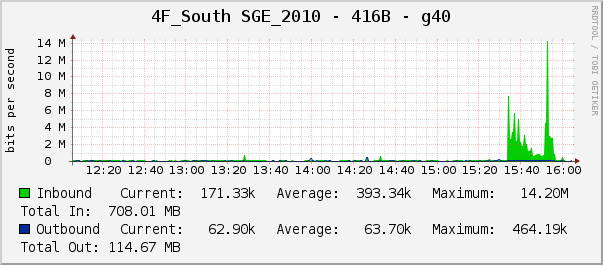 4F_South SGE_2010 - 416B - g40
RRDTOOL / TOBI OETIKER
bits per second
14 M
12 M
10 M
8 M
6 M
4 M
2 M
0
12:20 12:40 13:00 13:20 13:40 14:00 14:20 14:40 15:00 15:20 15:40 16:00
Inbound Current: 171.33k Average: 393.34k Maximum: 14.20M
Total In: 708.01 MB
Outbound Current: 62.90k Average: 63.70k Maximum: 464.19k
Total Out: 114.67 MB